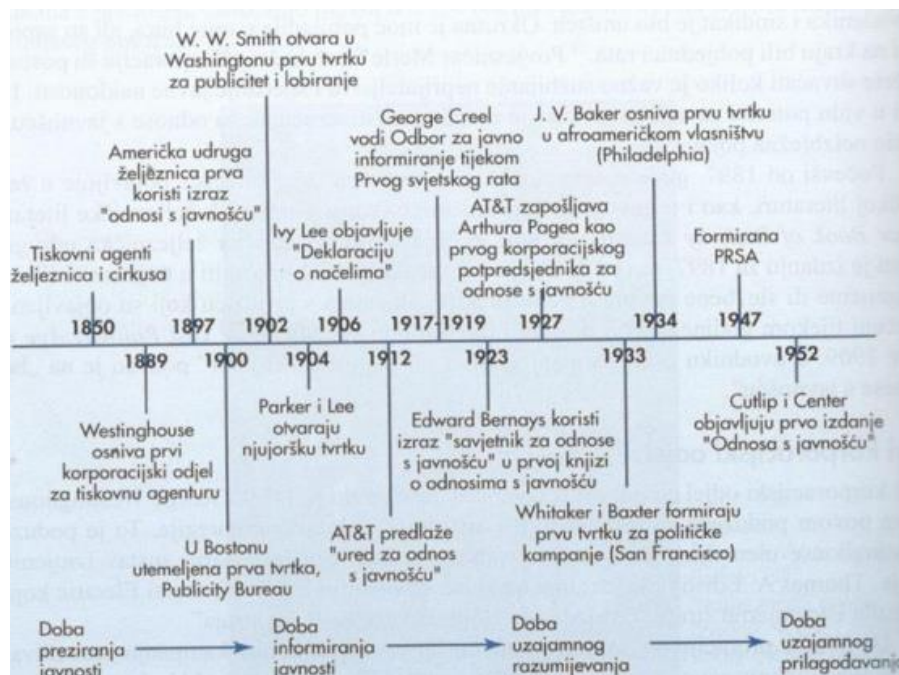 W. W. Smith otvara u
Washingtonu prvu tvrtku
za publicitet i lobiranje
George Creel
vodi Odbor za javno
informiranje tijekom
Prvog svjetskog rata
J. V. Baker osniva prvu tvrtku
u afroameričkom vlasništvu
(Philadelphia)
Američka udruga
željeznica prva
koristi izraz
"odnosi s javnošću"
AT&T zapošljava
Arthura Pagea kao
prvog korporacijskog
potpredsjednika za
odnose s javnošću
Ivy Lee objavljuje
"Deklaraciju
o načelima"
Formirana
PRSA
Tiskovni agenti
željeznica i cirkusa
1850 1897 1902 1906 1917-1919 1927 1934 1947
1889 1900 1904 1912 1923 1933 1952
Westinghouse
osniva prvi
korporacijski odjel
za tiskovnu agenturu
Parker i Lee
otvaraju
njujoršku tvrtku
Edward Bernays koristi
izraz "savjetnik za odnose
s javnošću" u prvoj knjizi
o odnosima s javnošću
Cutlip i Center
objavljuju prvo izdanje
"Odnosa s javnošću"
U Bostonu
utemeljena prva tvrtka,
Publicity Bureau
AT&T predlaže
"ured za odnos
s javnošću"
Whitaker i Baxter formiraju
prvu tvrtku za političke
kampanje (San Francisco)
Doba
preziranja
javnosti
Doba
informiranja
javnosti
Doba
uzajamnog
razumijevanja
Doba
uzajamnog
prilagođavanja